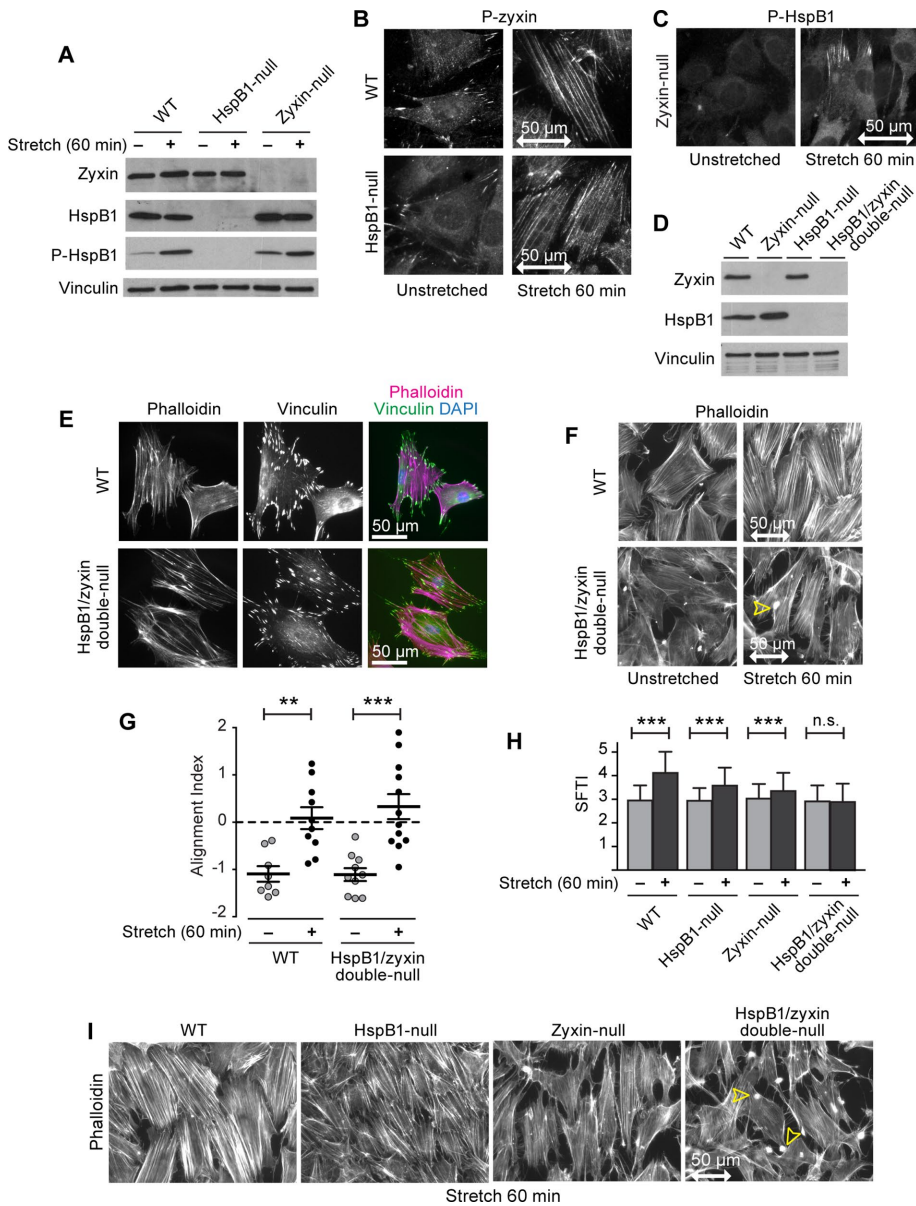 A
WT
HspB1-null
Zyxin-null
Stretch (60 min) – + – + – +
Zyxin
HspB1
P-HspB1
Vinculin
B
P-zyxin
WT
50 µm
HspB1-null
50 µm
Unstretched
Stretch 60 min
C
P-HspB1
Zyxin-null
50 µm
Unstretched
Stretch 60 min
D
WT
Zyxin-null
HspB1-null
HspB1/zyxin
double-null
Zyxin
HspB1
Vinculin
E
Phalloidin
Vinculin
Phalloidin
Vinculin DAPI
WT
50 µm
HspB1/zyxin
double-null
50 µm
F
Phalloidin
WT
50 µm
HspB1/zyxin
double-null
50 µm
Unstretched
Stretch 60 min
G
** ***
Alignment Index
2
1
0
-1
-2
Stretch (60 min) – + – +
WT
HspB1/zyxin
double-null
H
*** *** *** n.s.
SFTI
5
4
3
2
1
Stretch (60 min) – + – + – + – +
WT
HspB1-null
Zyxin-null
HspB1/zyxin
double-null
I
WT
HspB1-null
Zyxin-null
HspB1/zyxin
double-null
Phalloidin
50 µm
Stretch 60 min